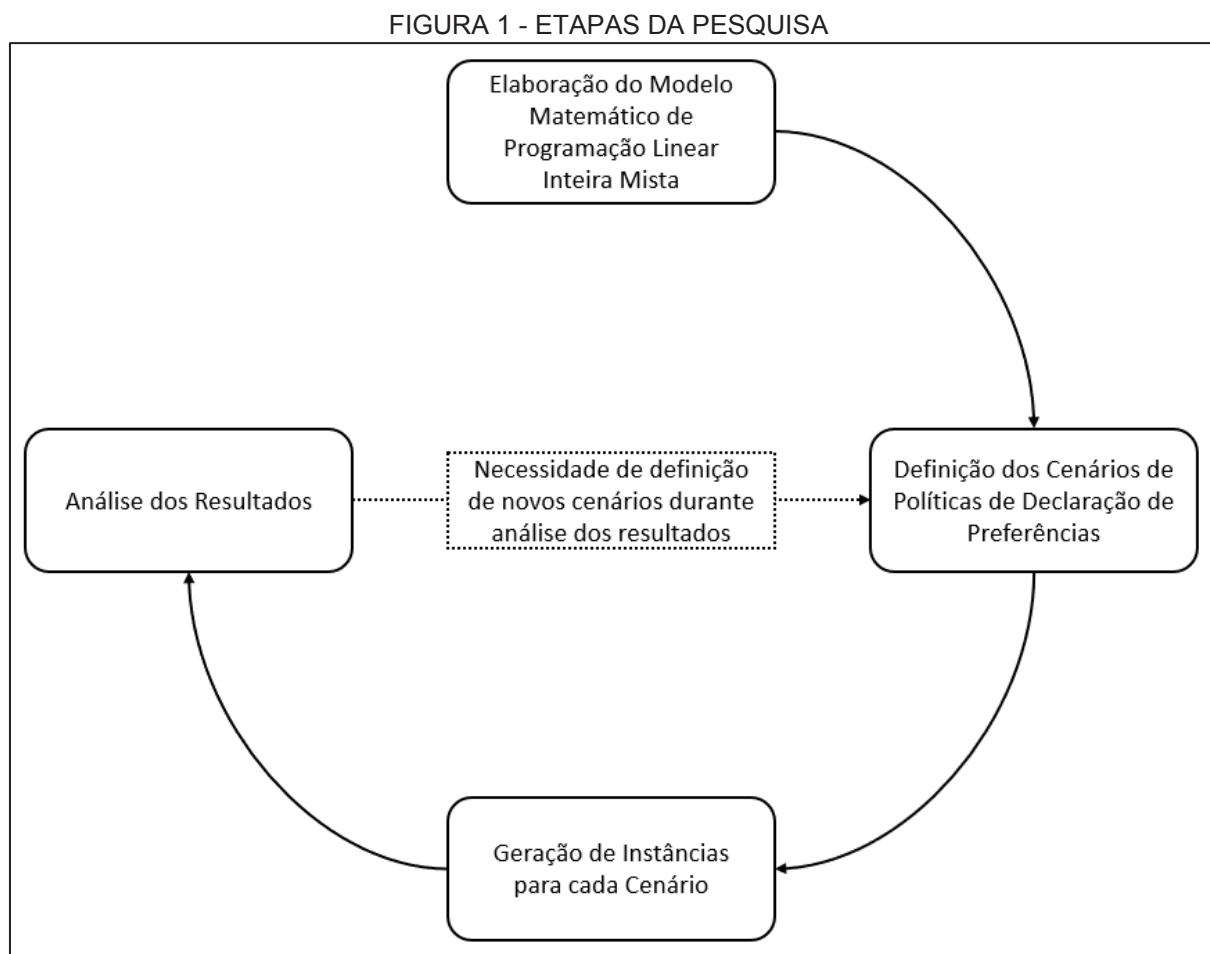 FIGURA 1 - ETAPAS DA PESQUISA
Elaboração do Modelo
Matemático de
Programação Linear
Inteira Mista
Análise dos Resultados
Necessidade de definição
de novos cenários durante
análise dos resultados
Definição dos Cenários de
Políticas de Declaração de
Preferências
Geração de Instâncias
para cada Cenário